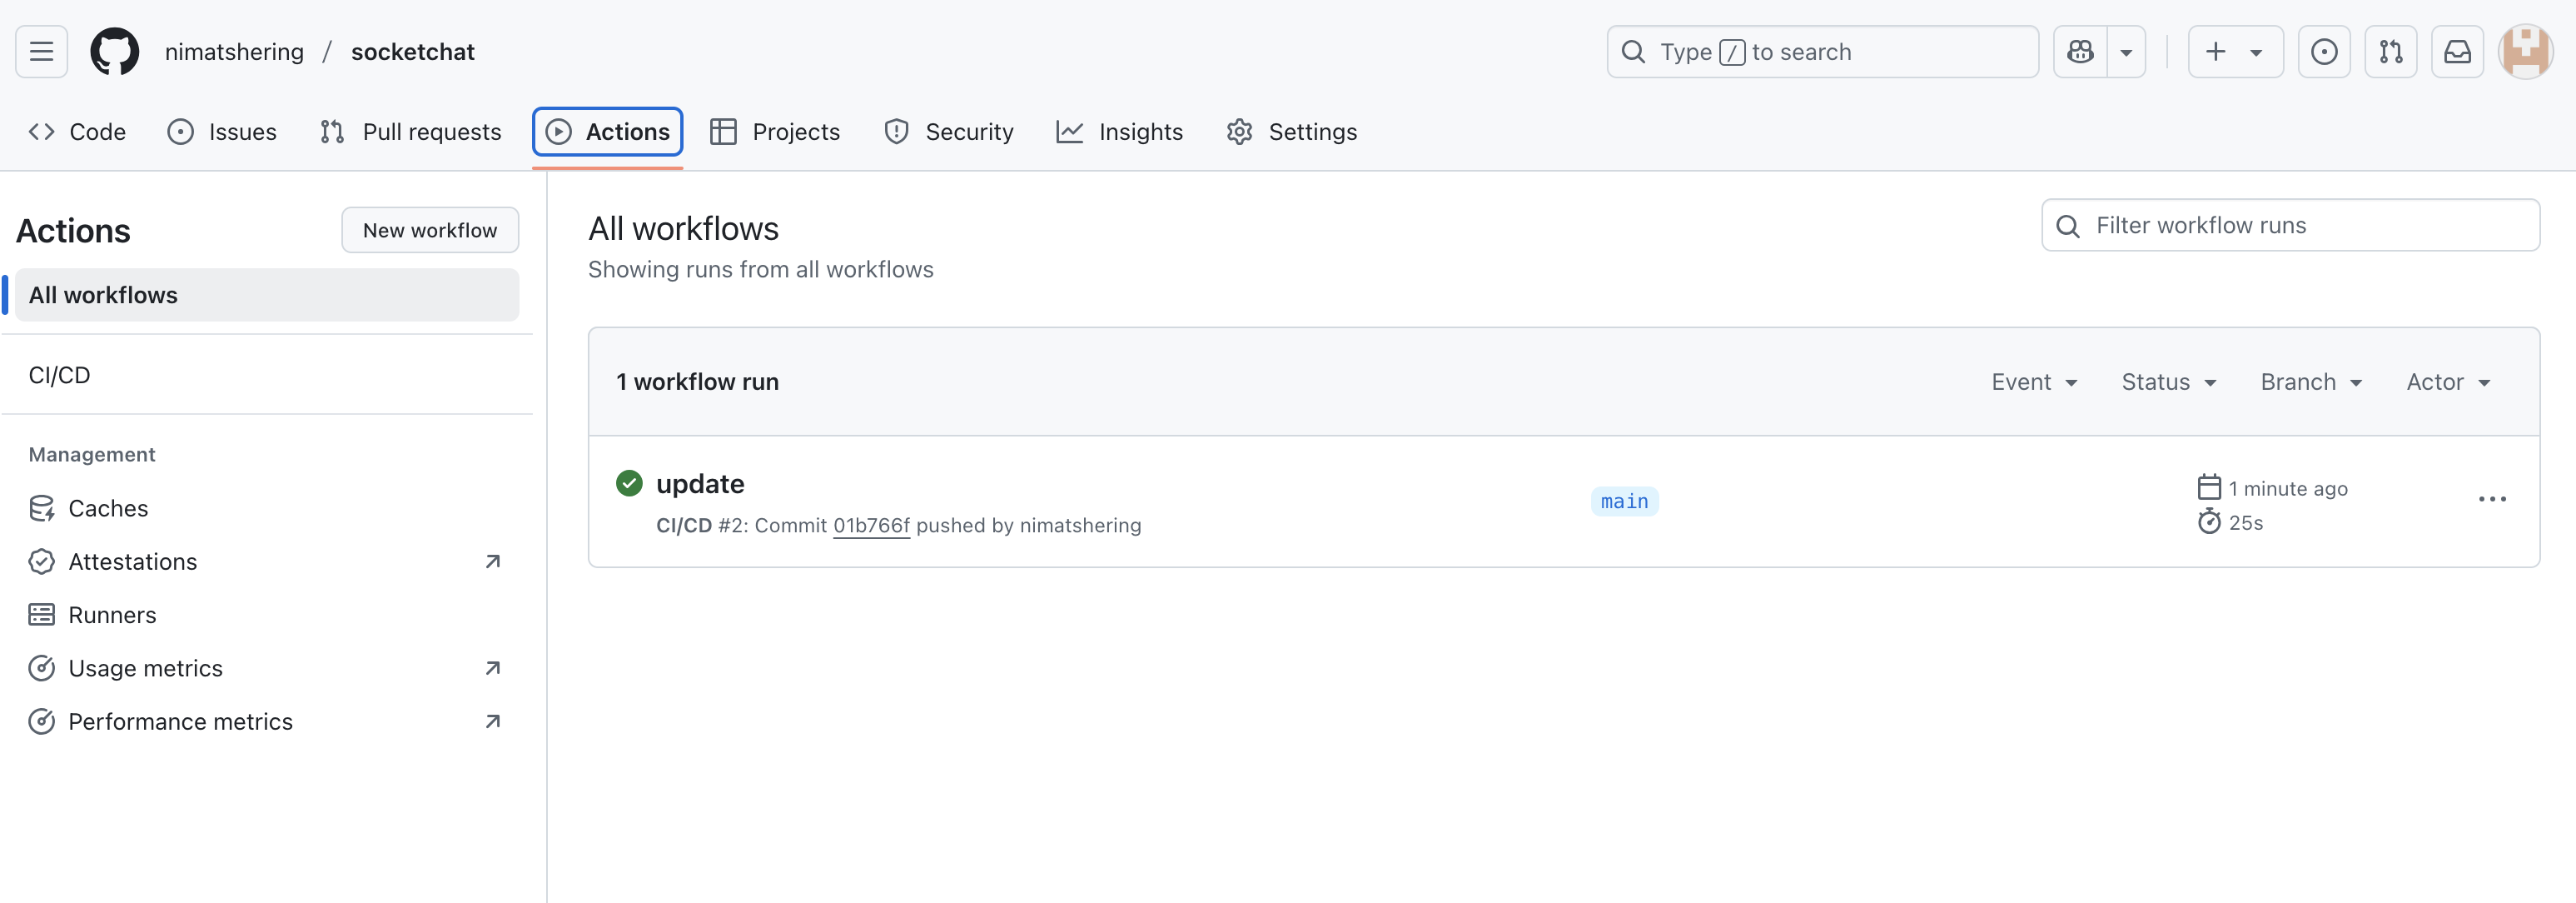 nimatshering / socketchat
Type / to search
Code Issues Pull requests Actions Projects Security Insights Settings
Actions
New workflow
All workflows
CI/CD
Management
Caches
Attestations
Runners
Usage metrics
Performance metrics
All workflows
Showing runs from all workflows
Filter workflow runs
1 workflow run
Event Status Branch Actor
update
CI/CD #2: Commit 01b766f pushed by nimatshering
main
1 minute ago
25s